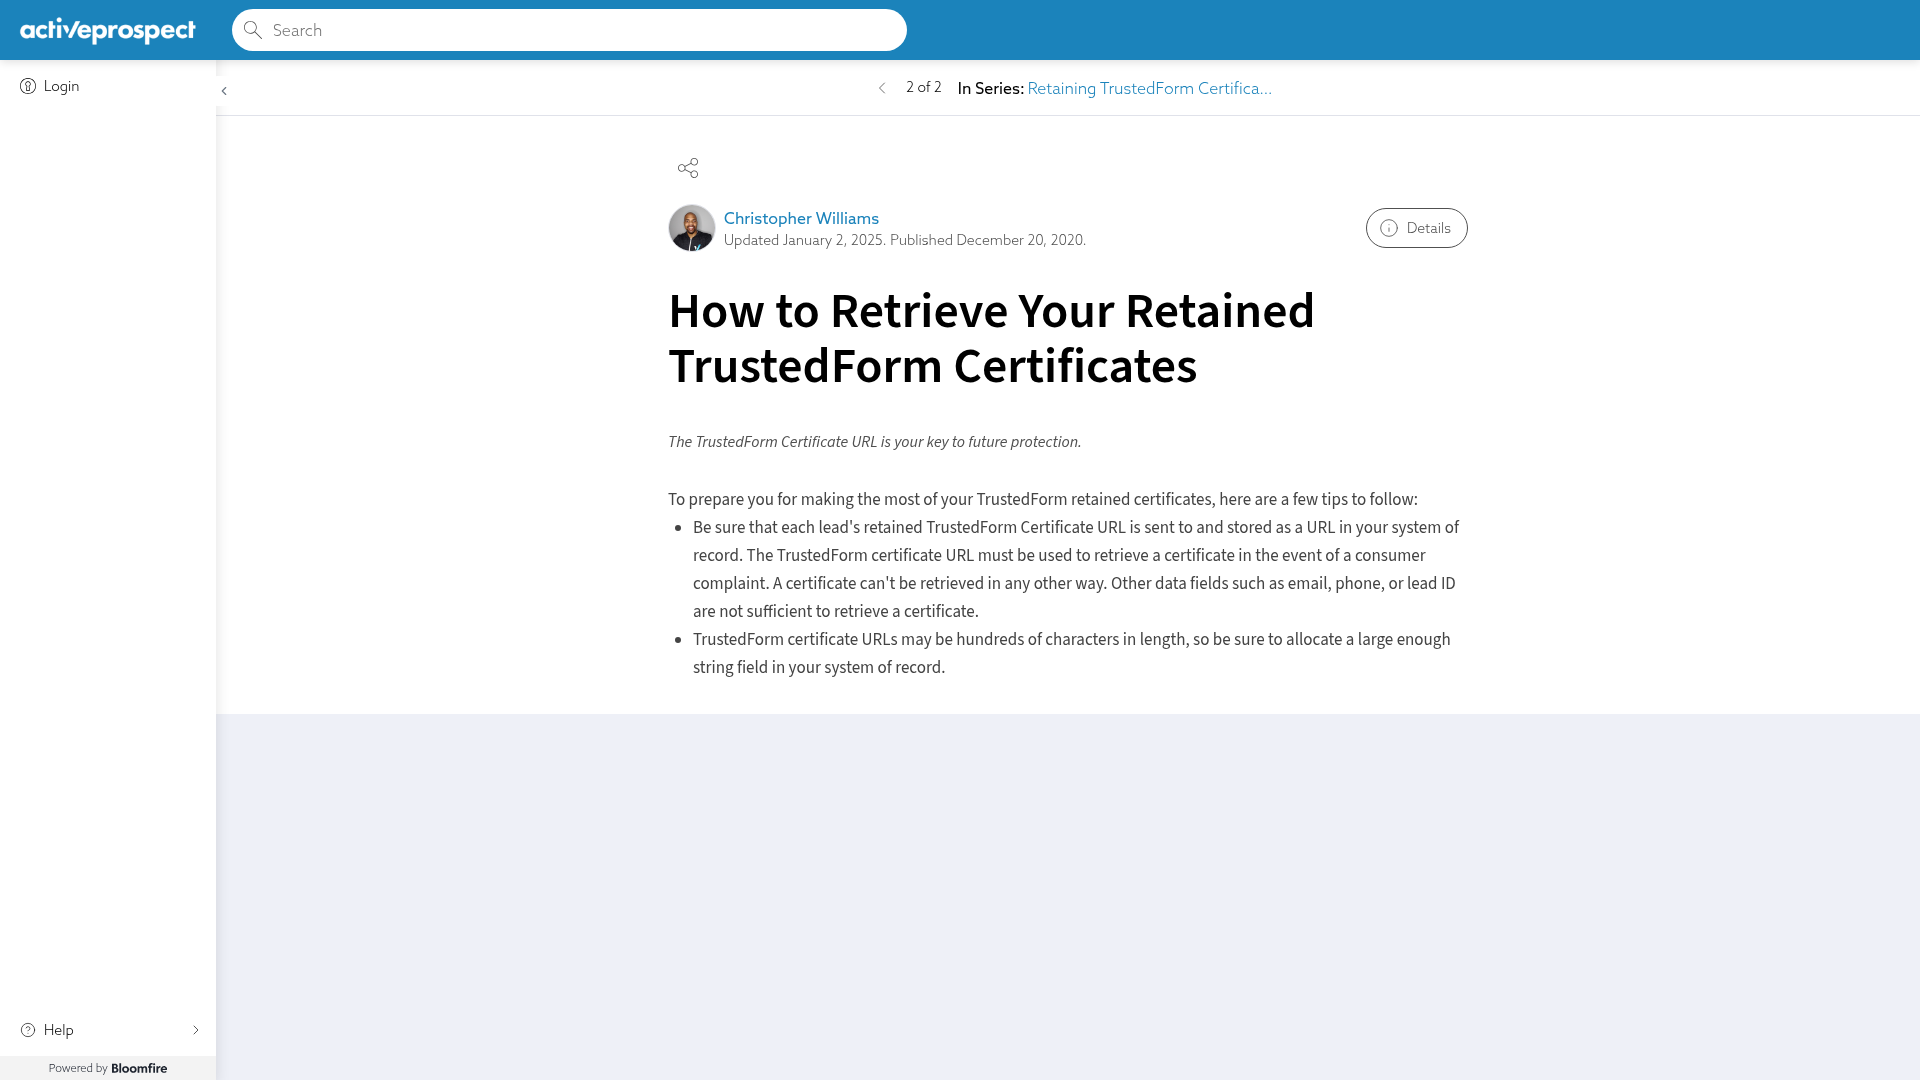 activeprospect
Search
Login
2 of 2 In Series: Retaining TrustedForm Certifica...
Christopher Williams
Updated January 2, 2025. Published December 20, 2020.
Details
How to Retrieve Your Retained
TrustedForm Certificates
The TrustedForm Certificate URL is your key to future protection.
To prepare you for making the most of your TrustedForm retained certificates, here are a few tips to follow:
Be sure that each lead's retained TrustedForm Certificate URL is sent to and stored as a URL in your system of
record. The TrustedForm certificate URL must be used to retrieve a certificate in the event of a consumer
complaint. A certificate can't be retrieved in any other way. Other data fields such as email, phone, or lead ID
are not sufficient to retrieve a certificate.
TrustedForm certificate URLs may be hundreds of characters in length, so be sure to allocate a large enough
string field in your system of record.
Help
Powered by Bloomfire